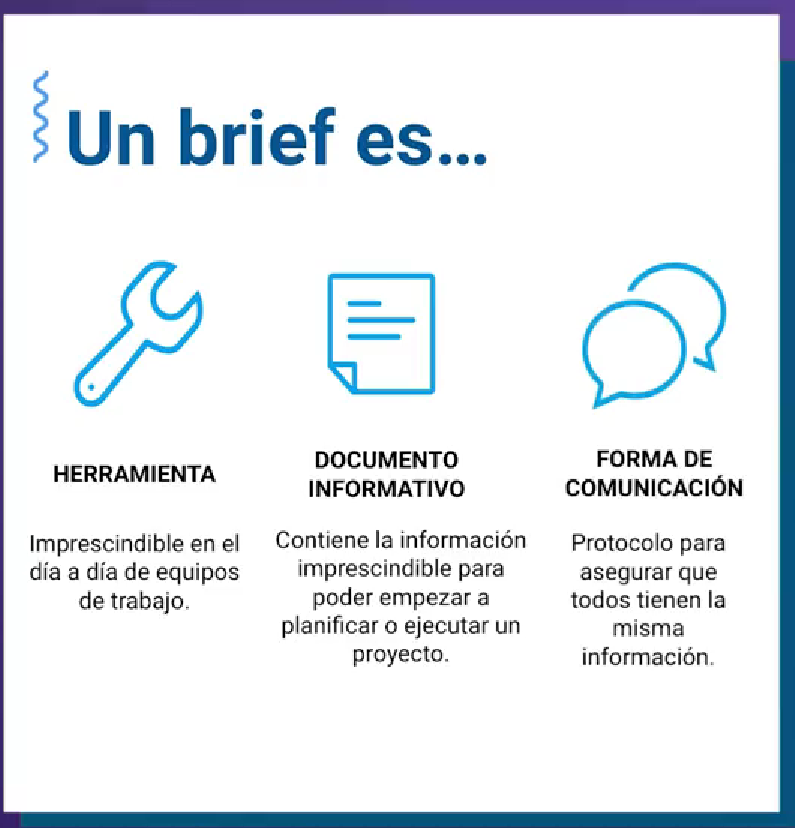 Un brief es...
HERRAMIENTA
Imprescindible en el
día a día de equipos
de trabajo.
DOCUMENTO
INFORMATIVO
Contiene la información
imprescindible para
poder empezar a
planificar o ejecutar un
proyecto.
FORMA DE
COMUNICACIÓN
Protocolo para
asegurar que
todos tienen la
misma
información.